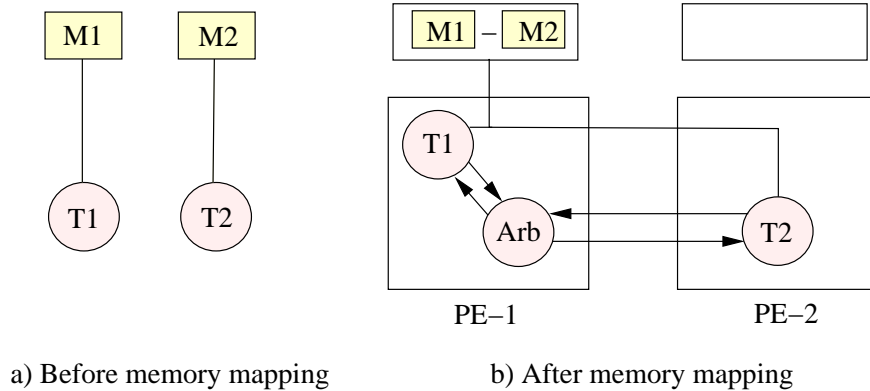 M1 M2
T1 T2
a) Before memory mapping
M1 – M2
T1
Arb
T2
PE–1 PE–2
b) After memory mapping